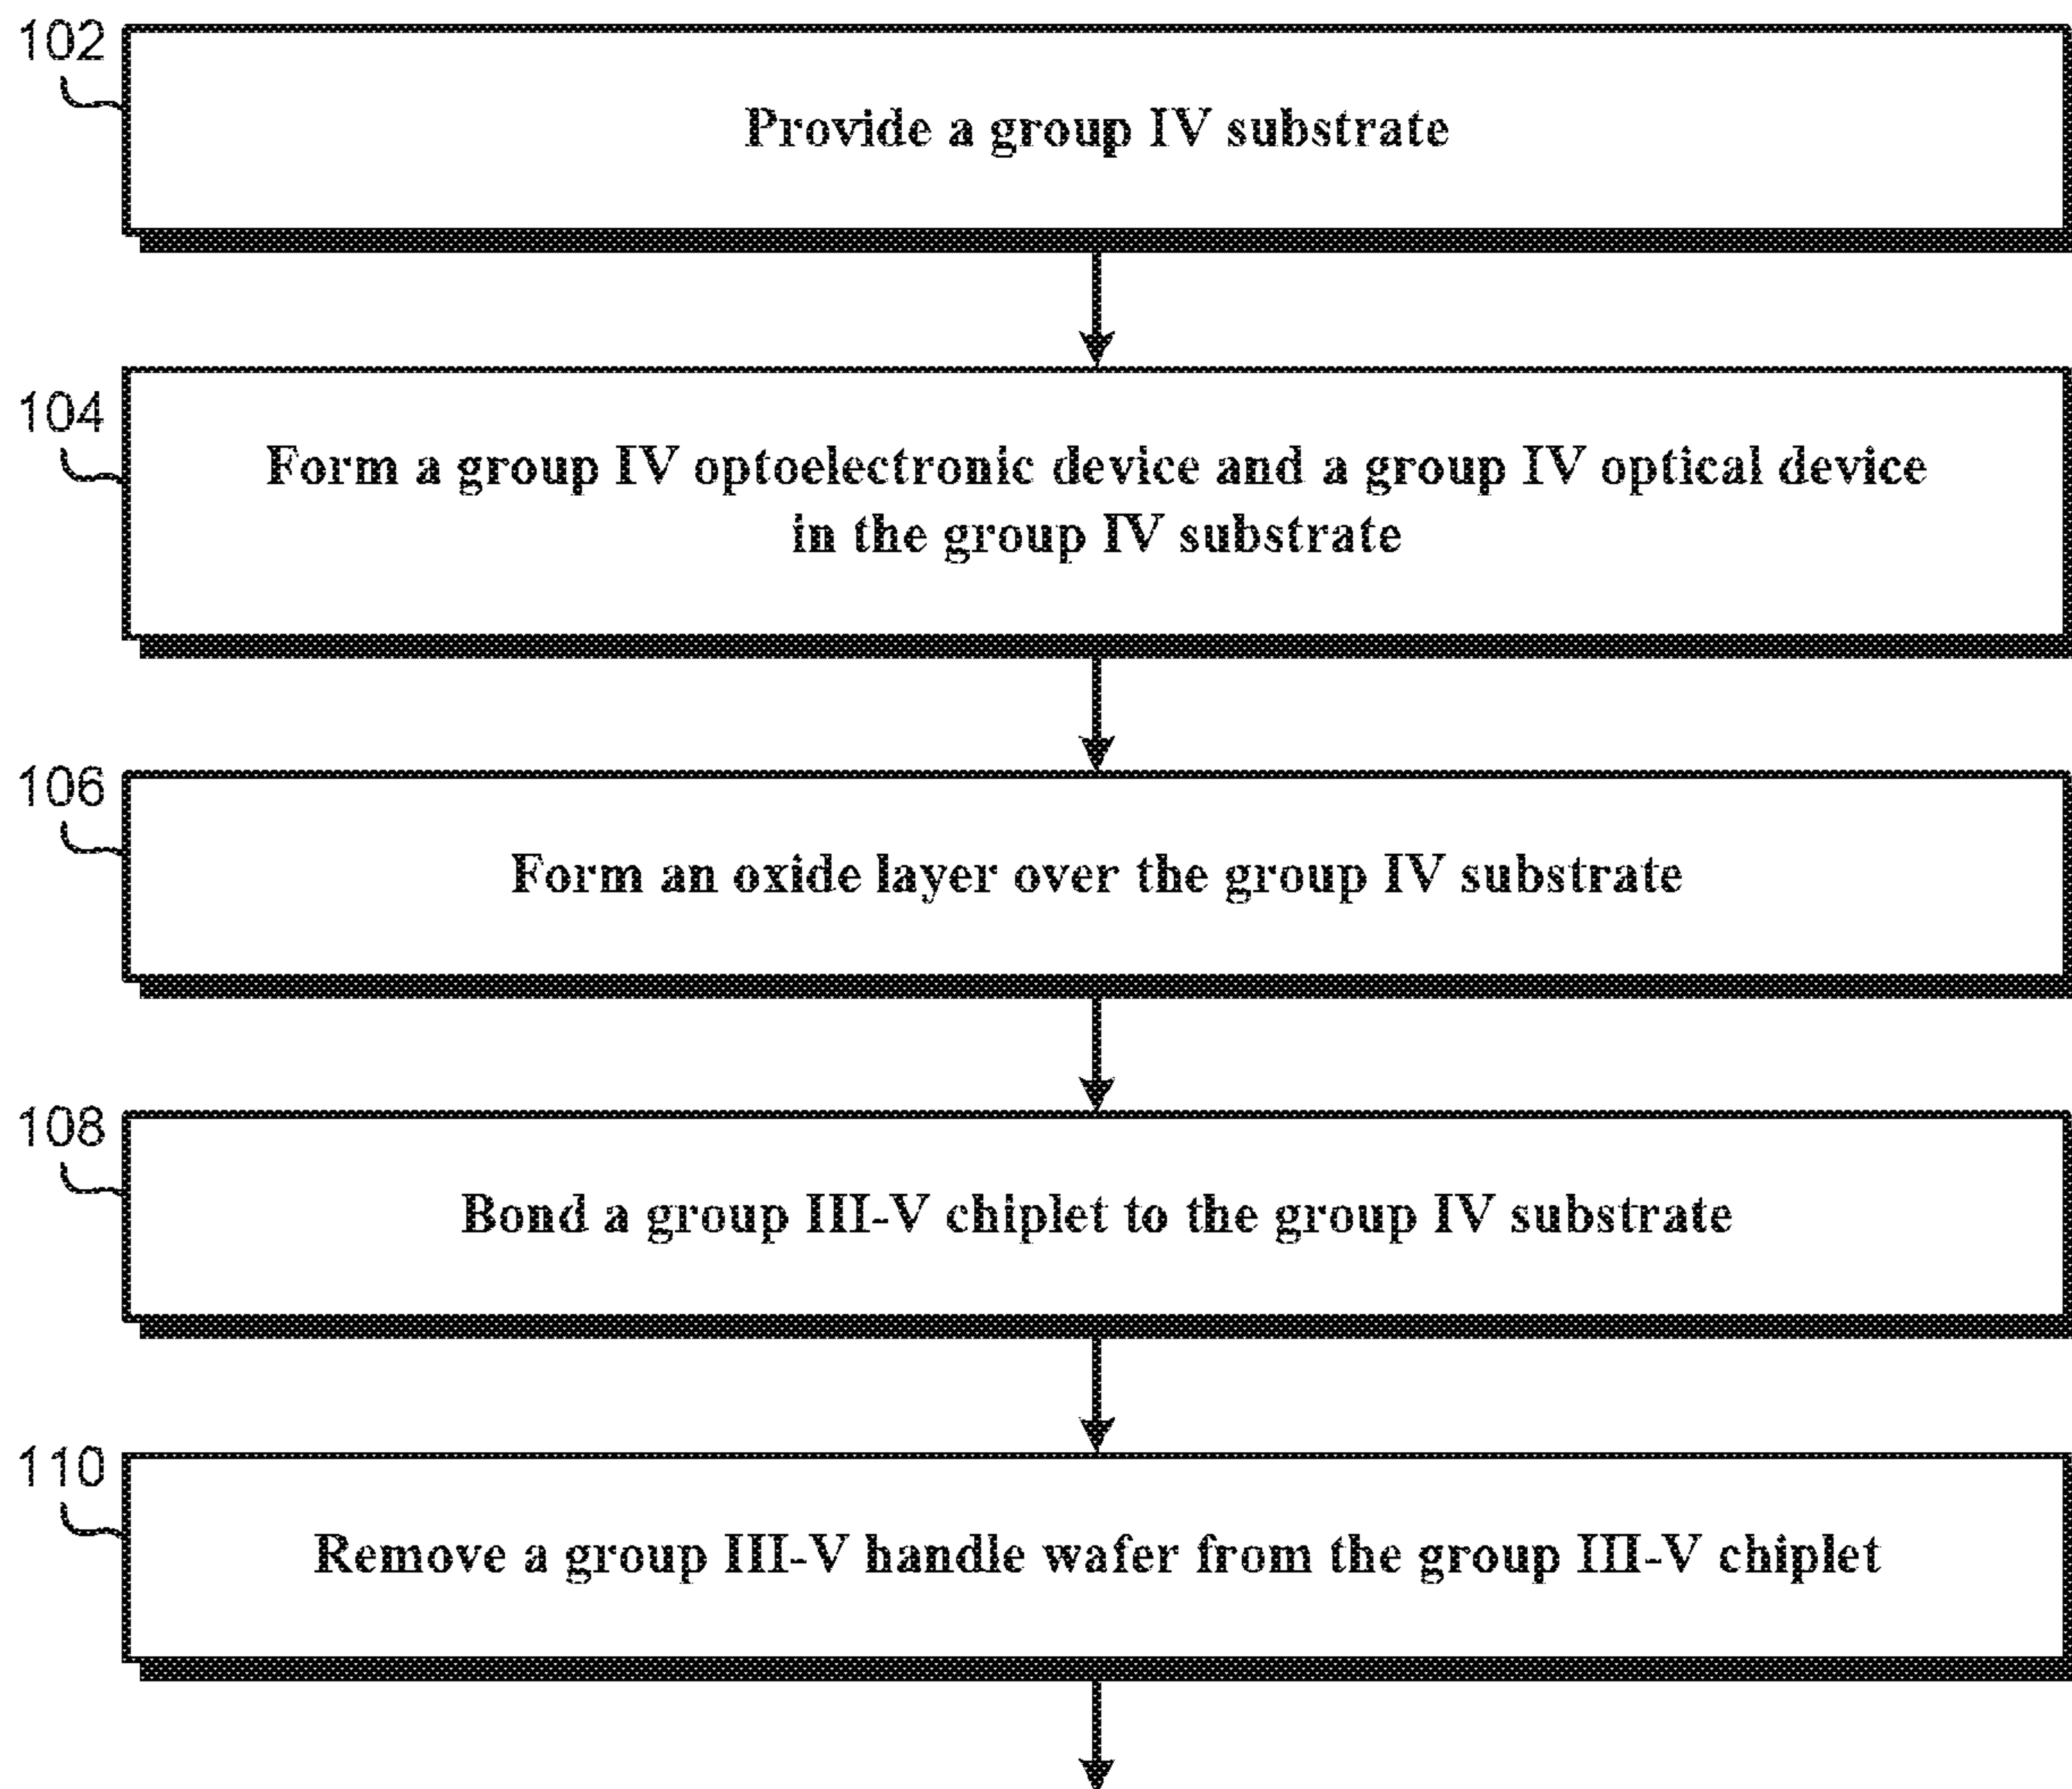 102
Provide a group IV substrate
104
Form a group IV optoelectronic device and a group IV optical device
in the group IV substrate
106
Form an oxide layer over the group IV substrate
108
Bond a group III-V chiplet to the group IV substrate
110
Remove a group III-V handle wafer from the group III-V chiplet